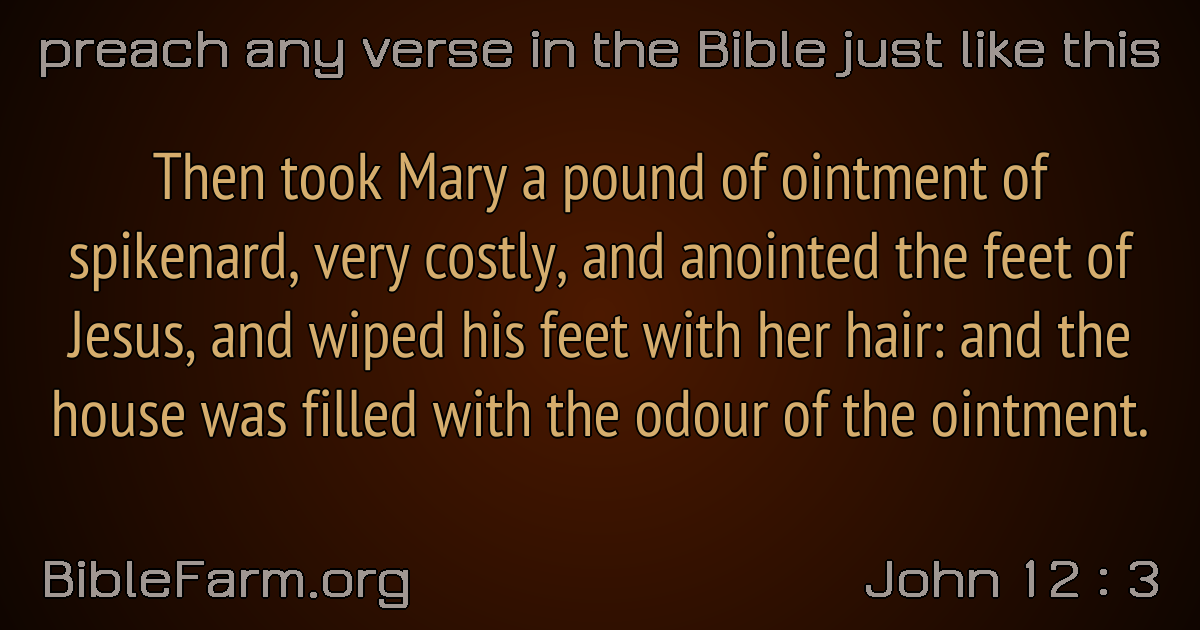 preach any verse in the Bible just like this
Then took Mary a pound of ointment of
spikenard, very costly, and anointed the feet of
Jesus, and wiped his feet with her hair: and the
house was filled with the odour of the ointment.
BibleFarm.org
John 12 : 3